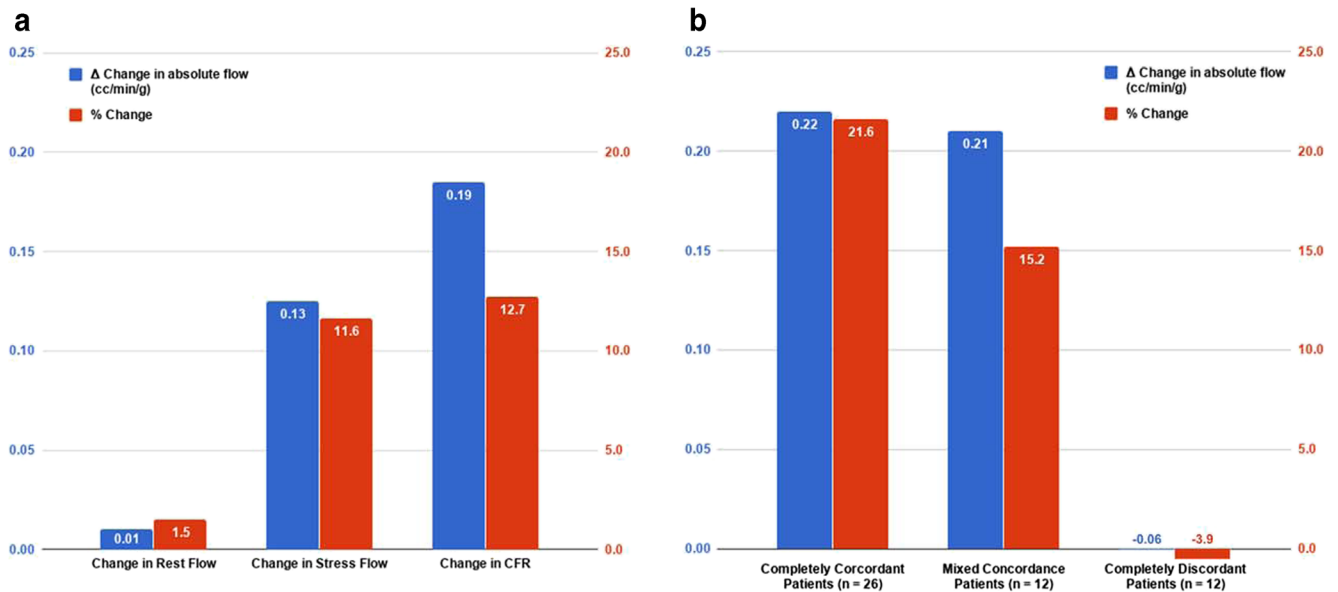 a
0.25
25.0
Δ Change in absolute flow
(cc/min/g)
% Change
0.20
20.0
0.19
0.15
15.0
0.13
11.6
12.7
0.10
10.0
0.05
5.0
0.01
1.5
0.00
0.0
Change in Rest Flow
Change in Stress Flow
Change in CFR
b
0.25
25.0
Δ Change in absolute flow
(cc/min/g)
% Change
0.22
21.6
0.21
0.20
20.0
0.15
15.0
15.2
0.10
10.0
0.05
5.0
-0.06
-3.9
0.00
0.0
Completely Corcordant
Patients (n = 26)
Mixed Concordance
Patients (n = 12)
Completely Discordant
Patients (n = 12)